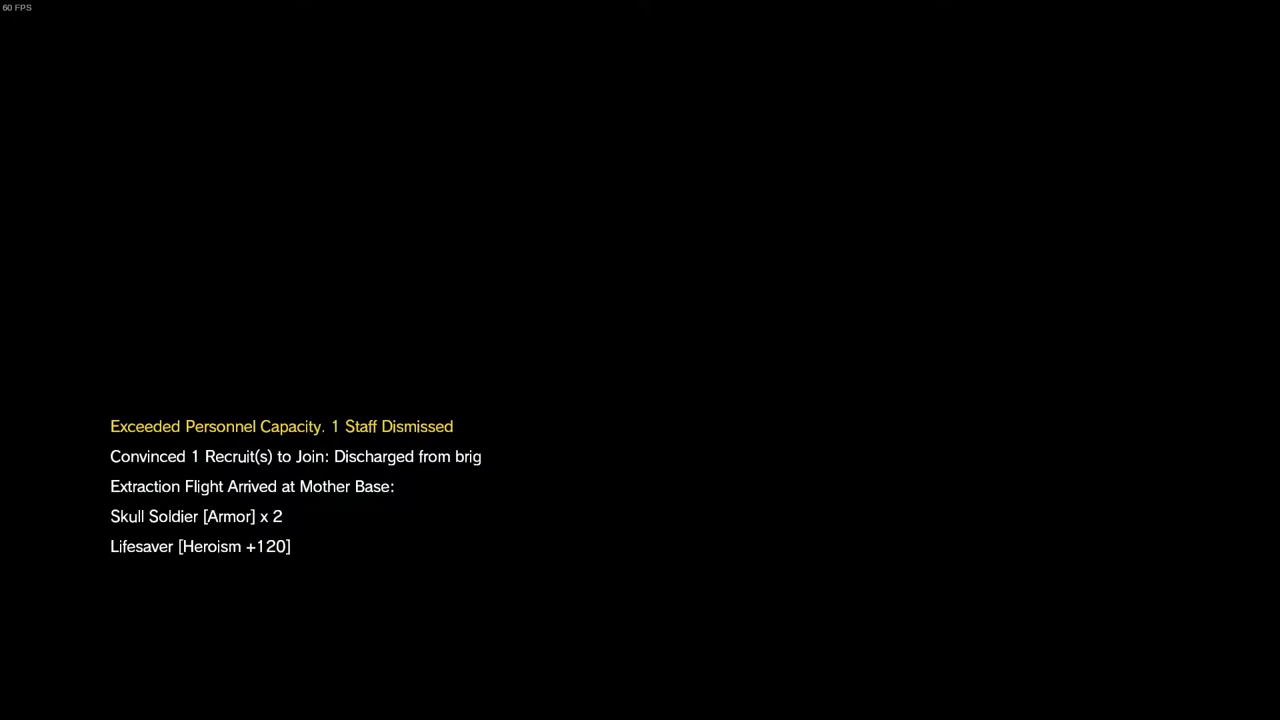 60 FPS
Exceeded Personnel Capacity. 1 Staff Dismissed
Convinced 1 Recruit(s) to Join: Discharged from brig
Extraction Flight Arrived at Mother Base:
Skull Soldier [Armor] x 2
Lifesaver [Heroism +120]